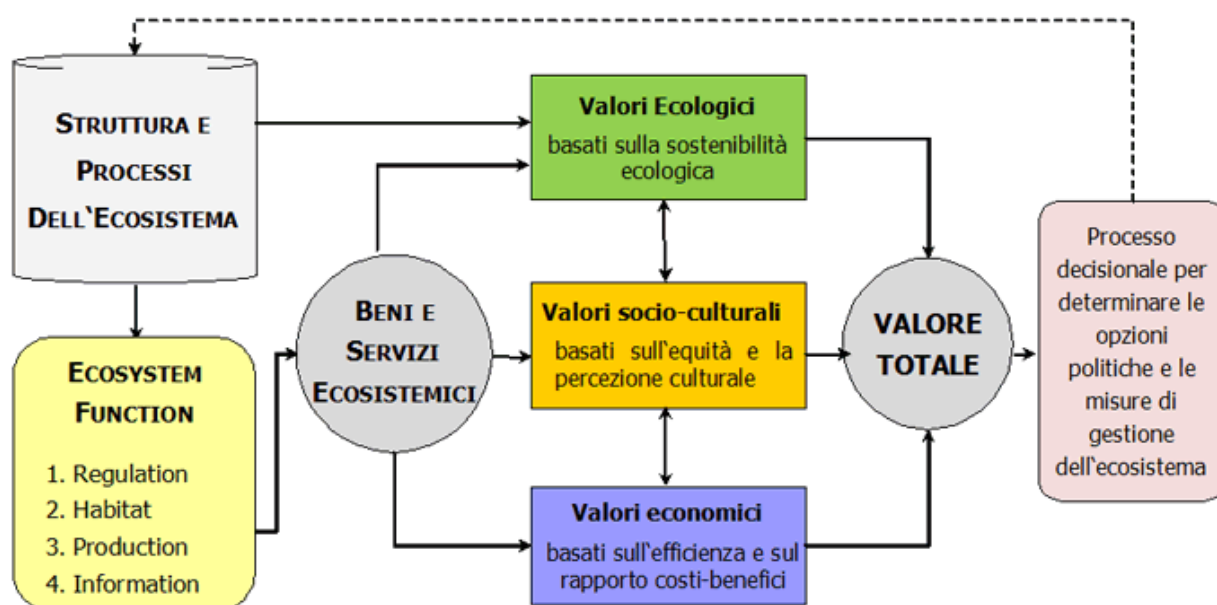 STRUTTURA E
PROCESSI
DELL‛ECOSISTEMA
ECOSYSTEM
FUNCTION
1. Regulation
2. Habitat
3. Production
4. Information
BENI E
SERVIZI
ECOSISTEMICI
Valori Ecologici
basati sulla sostenibilità
ecologica
Valori socio-culturali
basati sull‛equità e la
percezione culturale
Valori economici
basati sull‛efficienza e sul
rapporto costi-benefici
VALORE
TOTALE
Processo
decisionale per
determinare le
opzioni
politiche e le
misure di
gestione
dell‛ecosistema